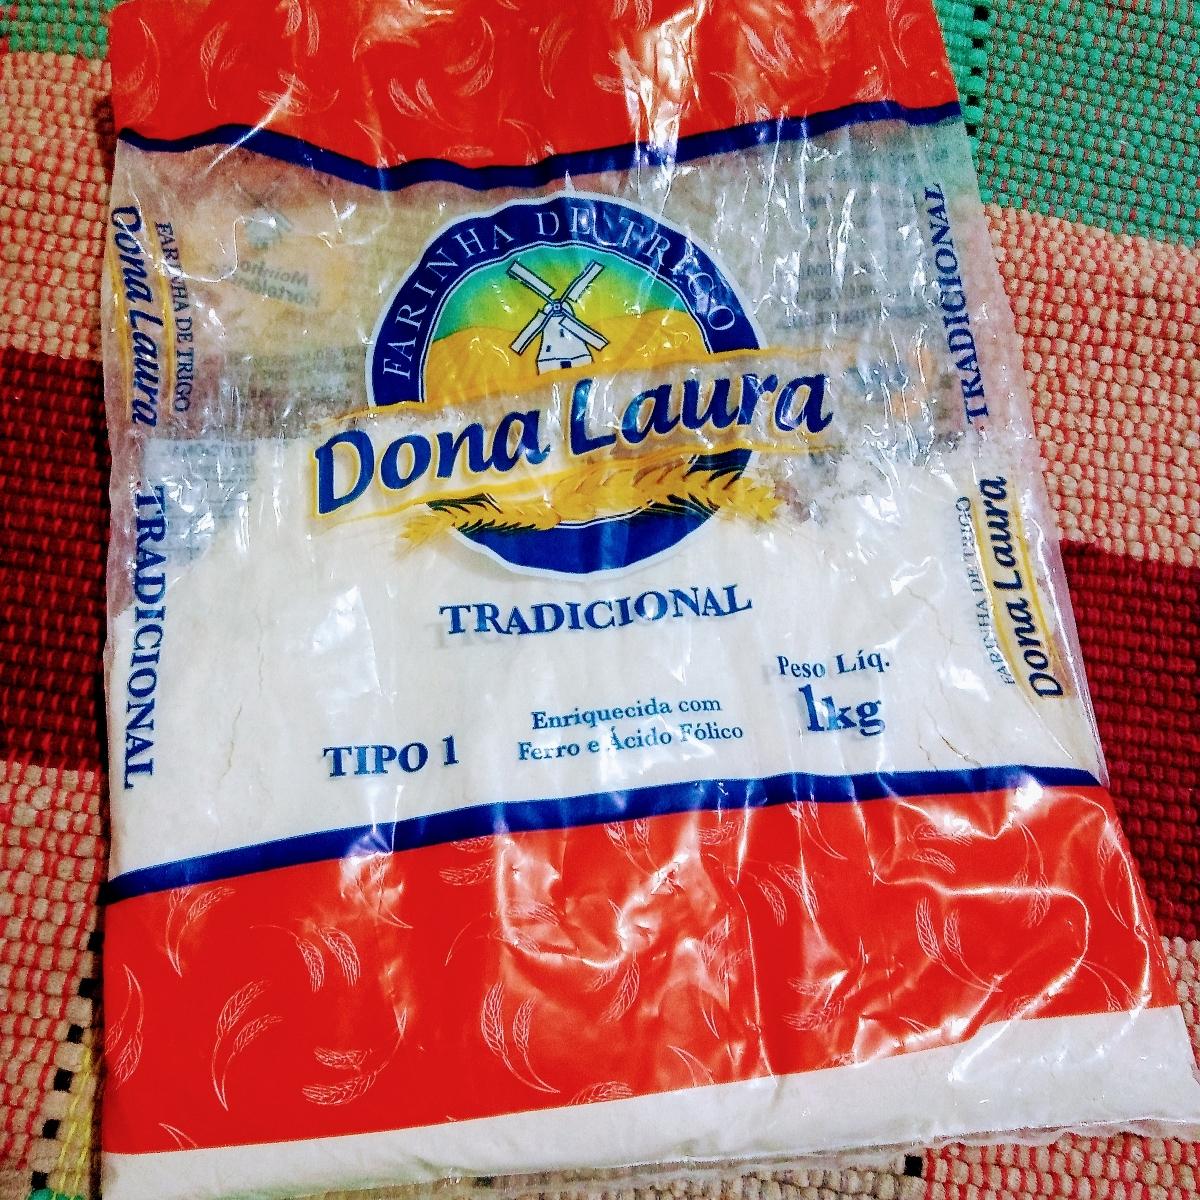 FARINHA DE TRIGO
Dona Laura
TRADICIONAL
Peso Líq.
1kg
Enriquecida com
Ferro e Ácido Fólico
TIPO 1
Dona Laura
FARINHA DE TRIGO
TRADICIONAL
TRADICIONAL
FARINHA DE TRIGO
Dona Laura
Moinho